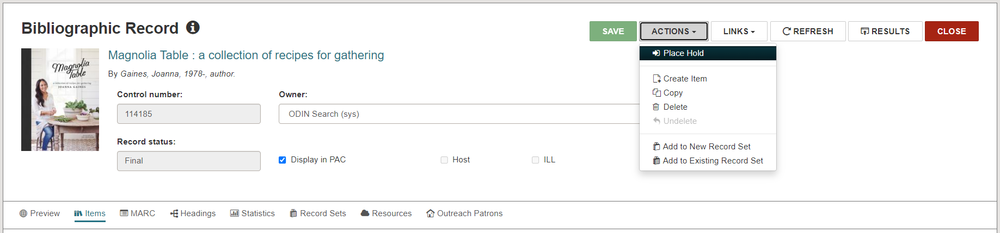 Bibliographic Record
SAVE
ACTIONS
LINKS
REFRESH
RESULTS
CLOSE
Magnolia Table : a collection of recipes for gathering
By Gaines, Joanna, 1978-, author.
Magnolia
Table
a collection of recipes for gathering
JOANNA GAINES
Control number:
Owner:
114185
ODIN Search (sys)
Record status:
Final
Display in PAC
Host
ILL
Place Hold
Create Item
Copy
Delete
Undelete
Add to New Record Set
Add to Existing Record Set
Preview
Items
MARC
Headings
Statistics
Record Sets
Resources
Outreach Patrons